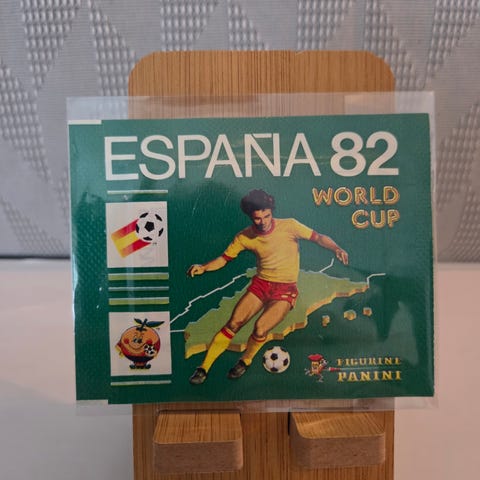 ESPAÑA 82
WORLD
CUP
FIGURINE
PANINI